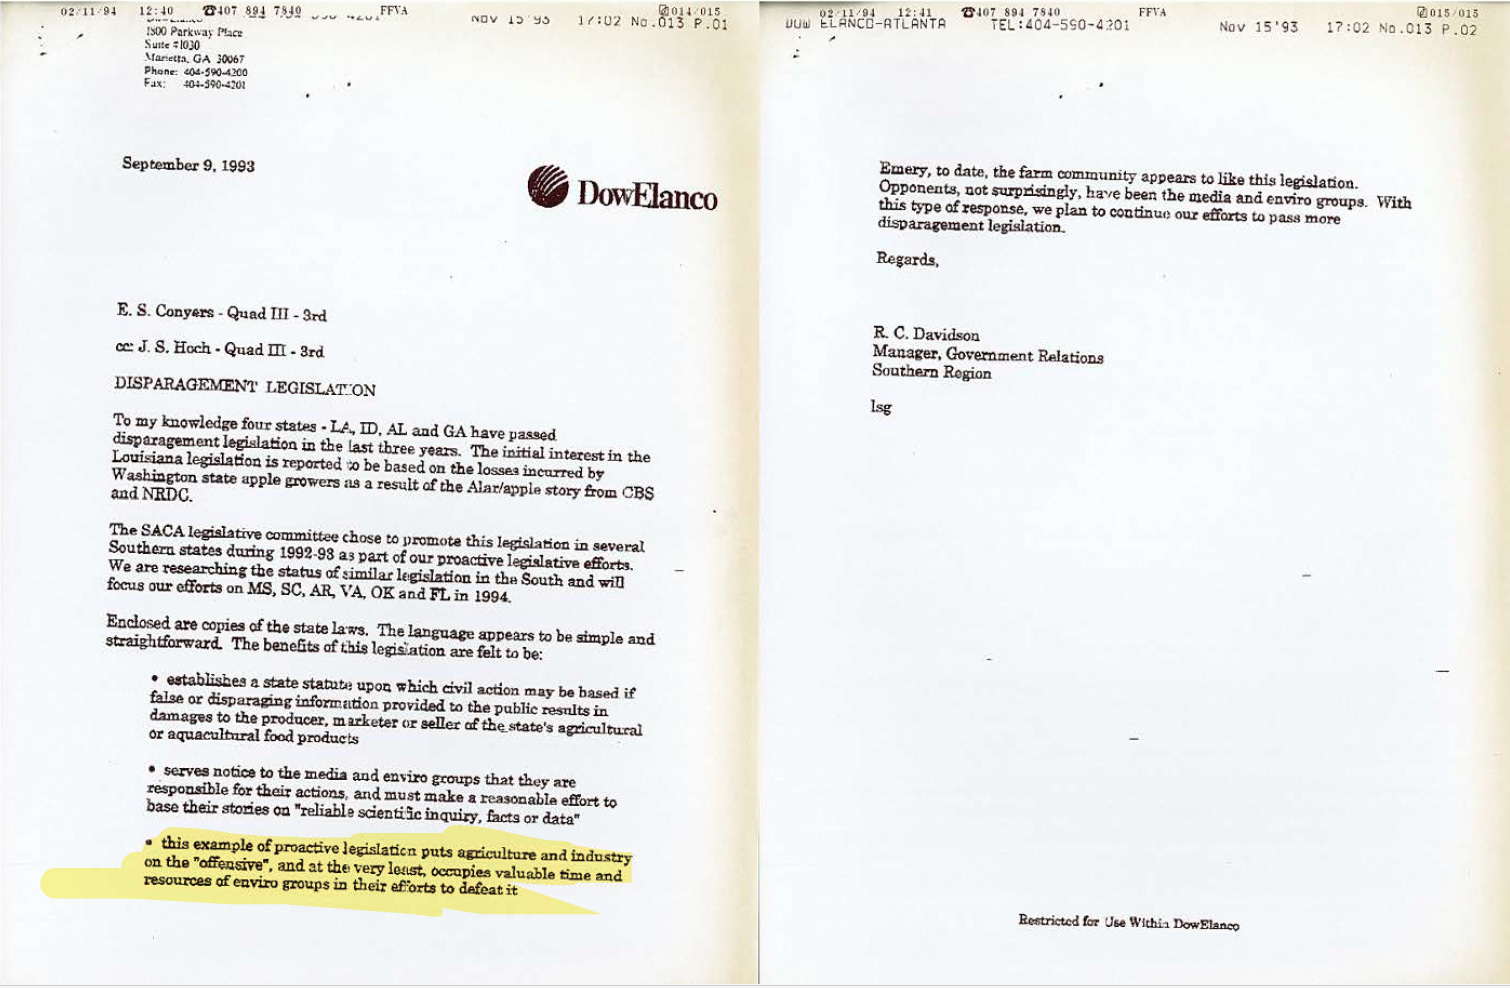 02/11/94 12:40 ☎407 894 7840 FFVA 014/015
Nov 15'93 17:02 No.013 P.01
1800 Parkway Place
Suite #1030
Marietta, GA 30067
Phone: 404-590-4200
Fax: 404-590-4201
September 9, 1993
DowElanco
E. S. Conyers - Quad III - 3rd
cc: J. S. Hoch - Quad III - 3rd
DISPARAGEMENT LEGISLATION
To my knowledge four states - LA, ID, AL and GA have passed
disparagement legislation in the last three years. The initial interest in the
Louisiana legislation is reported to be based on the losses incurred by
Washington state apple growers as a result of the Alar/apple story from CBS
and NRDC.
The SACA legislative committee chose to promote this legislation in several
Southern states during 1992-93 as part of our proactive legislative efforts.
We are researching the status of similar legislation in the South and will
focus our efforts on MS, SC, AR, VA, OK and FL in 1994.
Enclosed are copies of the state laws. The language appears to be simple and
straightforward. The benefits of this legislation are felt to be:
• establishes a state statute upon which civil action may be based if
false or disparaging information provided to the public results in
damages to the producer, marketer or seller of the state's agricultural
or aquacultural food products
• serves notice to the media and enviro groups that they are
responsible for their actions, and must make a reasonable effort to
base their stories on "reliable scientific inquiry, facts or data"
• this example of proactive legislation puts agriculture and industry
on the "offensive", and at the very least, occupies valuable time and
resources of enviro groups in their efforts to defeat it
02/11/94 12:41 ☎407 894 7840 FFVA 015/015
DOW ELANCO-ATLANTA TEL:404-590-4201 Nov 15'93 17:02 No.013 P.02
Emery, to date, the farm community appears to like this legislation.
Opponents, not surprisingly, have been the media and enviro groups. With
this type of response, we plan to continue our efforts to pass more
disparagement legislation.
Regards,
R. C. Davidson
Manager, Government Relations
Southern Region
lsg
Restricted for Use Within DowElanco